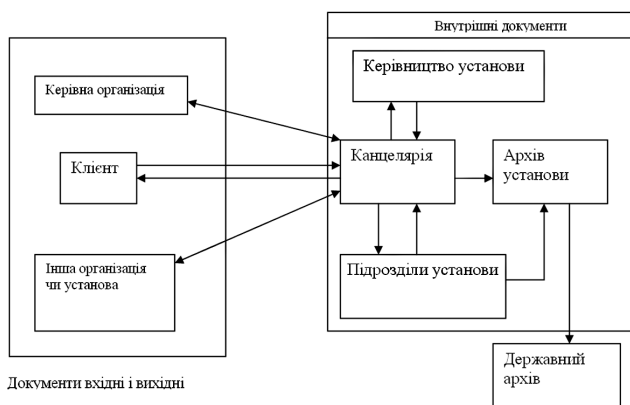 Внутрішні документи
Керівна організація
Керівництво установи
Клієнт
Канцелярія
Архів
установи
Інша організація
чи установа
Підрозділи установи
Документи вхідні і вихідні
Державний
архів